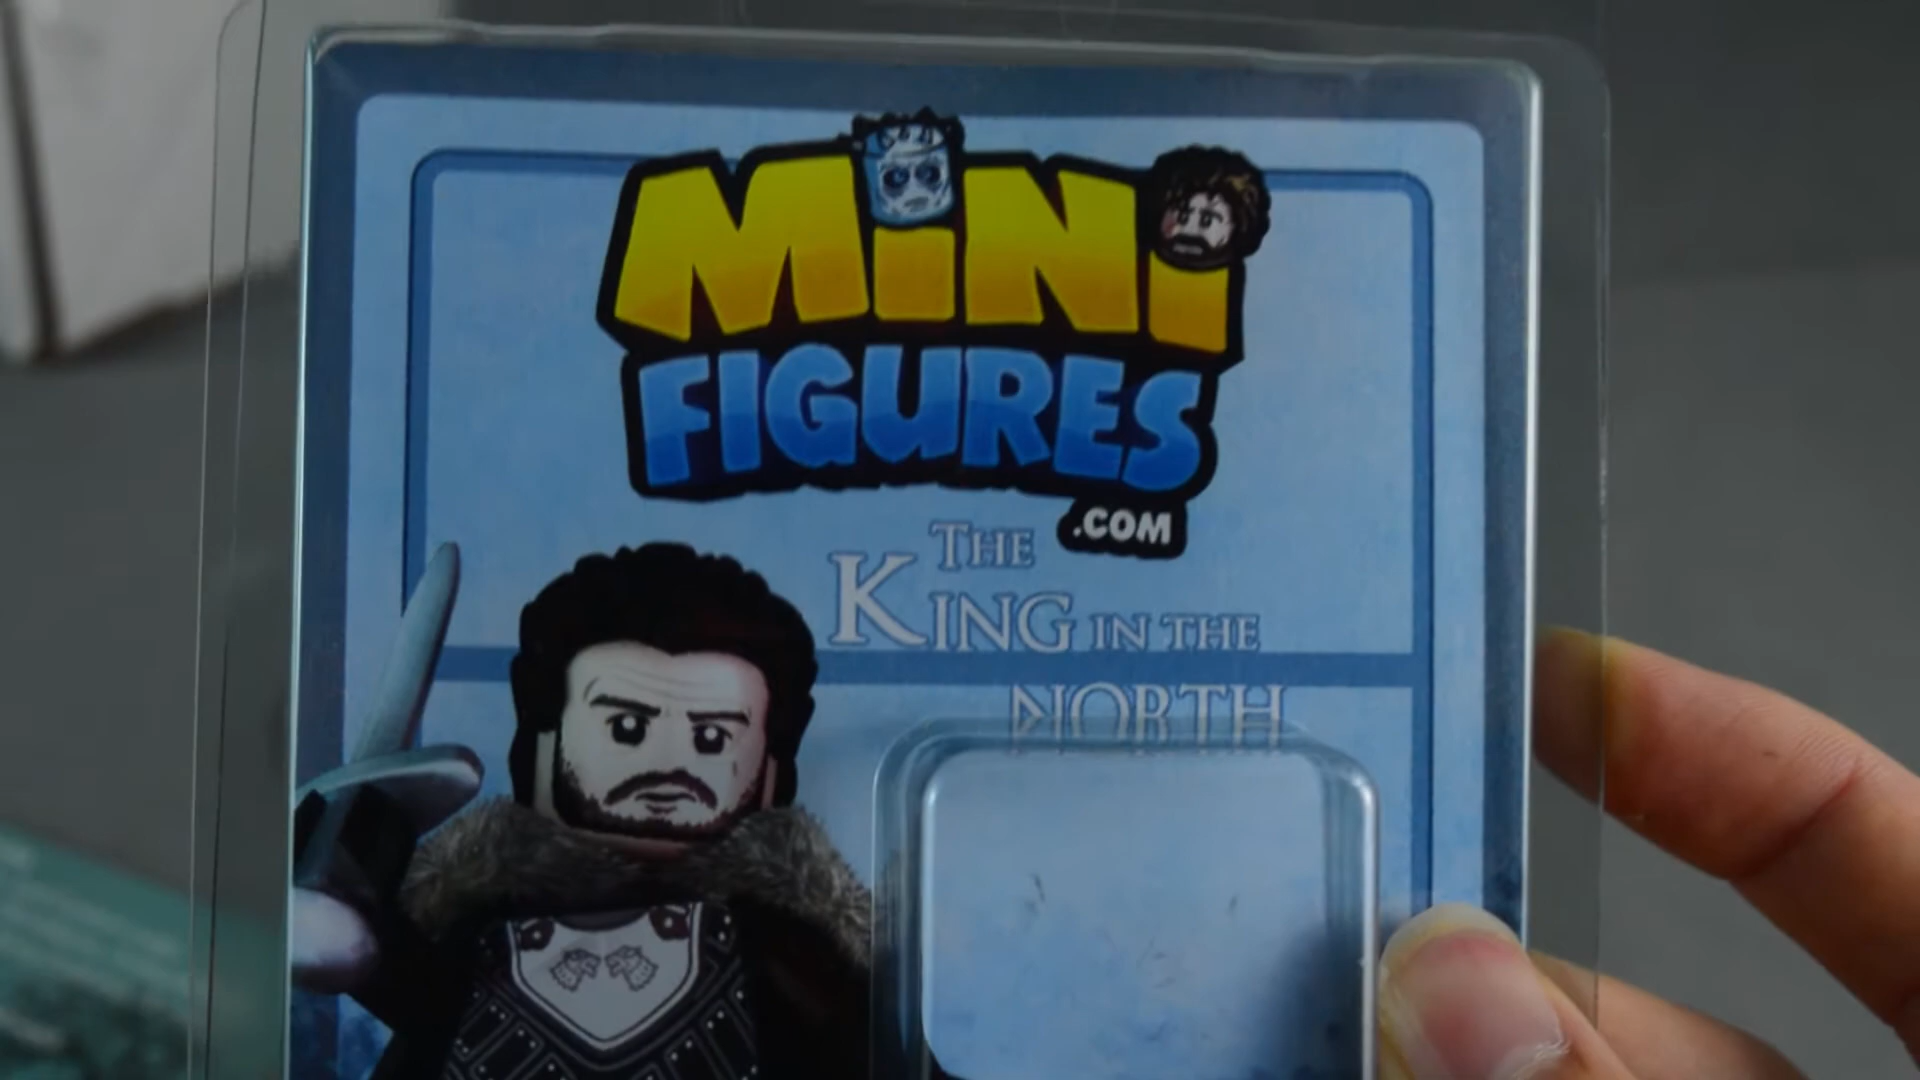 MiNi
FIGURES
.COM
THE
KING IN THE
NORTH